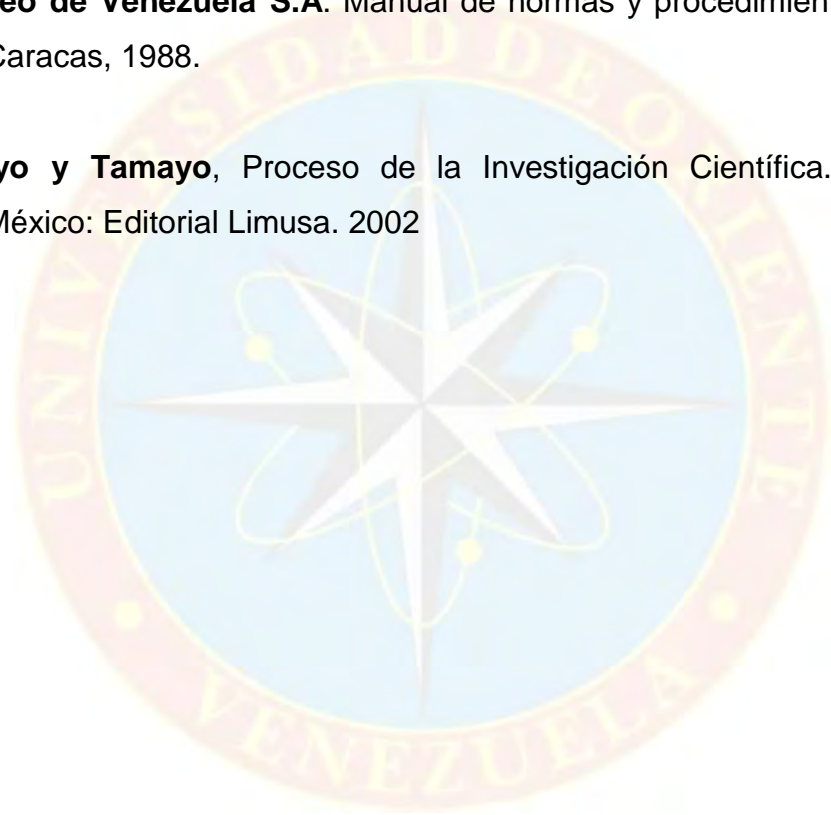 eo de Venezuela S.A. Manual de normas y procedimien
Caracas, 1988.
yo y Tamayo, Proceso de la Investigación Científica.
México: Editorial Limusa. 2002
UNIVERSIDAD DE ORIENTE
VENEZUELA